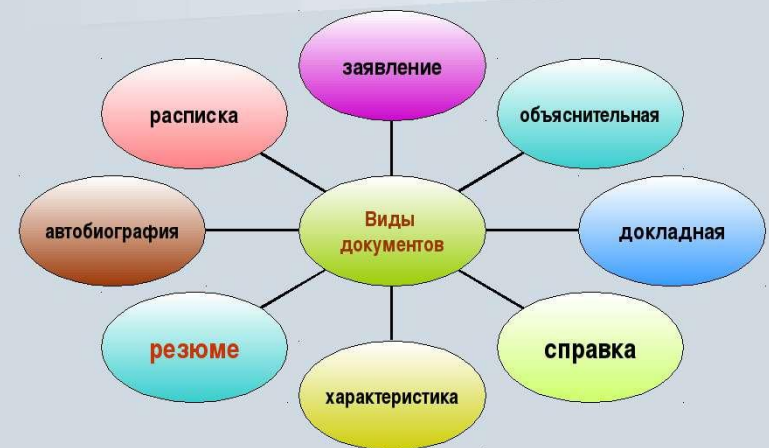 заявление
расписка
объяснительная
автобиография
Виды
документов
докладная
резюме
справка
характеристика